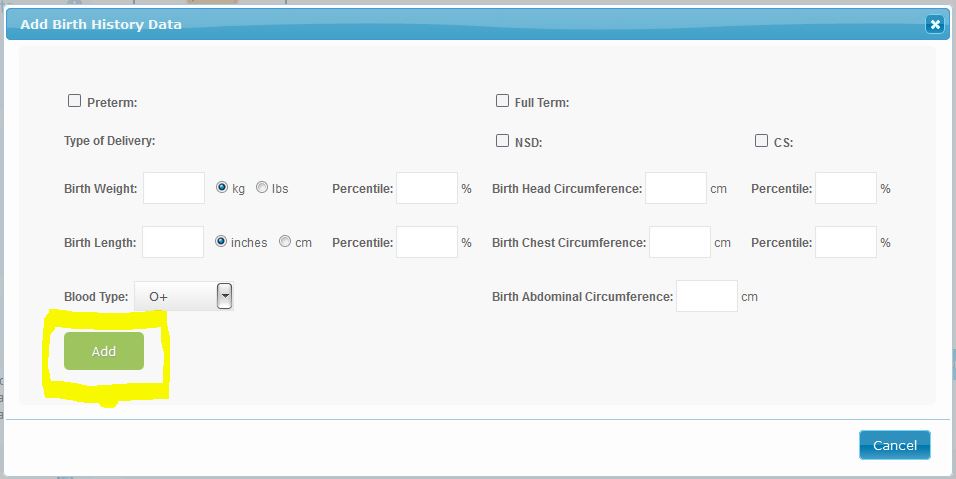 Add Birth History Data
Preterm: Full Term:
Type of Delivery: NSD: CS:
Birth Weight: kg lbs Percentile: % Birth Head Circumference: cm Percentile: %
Birth Length: inches cm Percentile: % Birth Chest Circumference: cm Percentile: %
Blood Type: O+ Birth Abdominal Circumference: cm
Add
Cancel